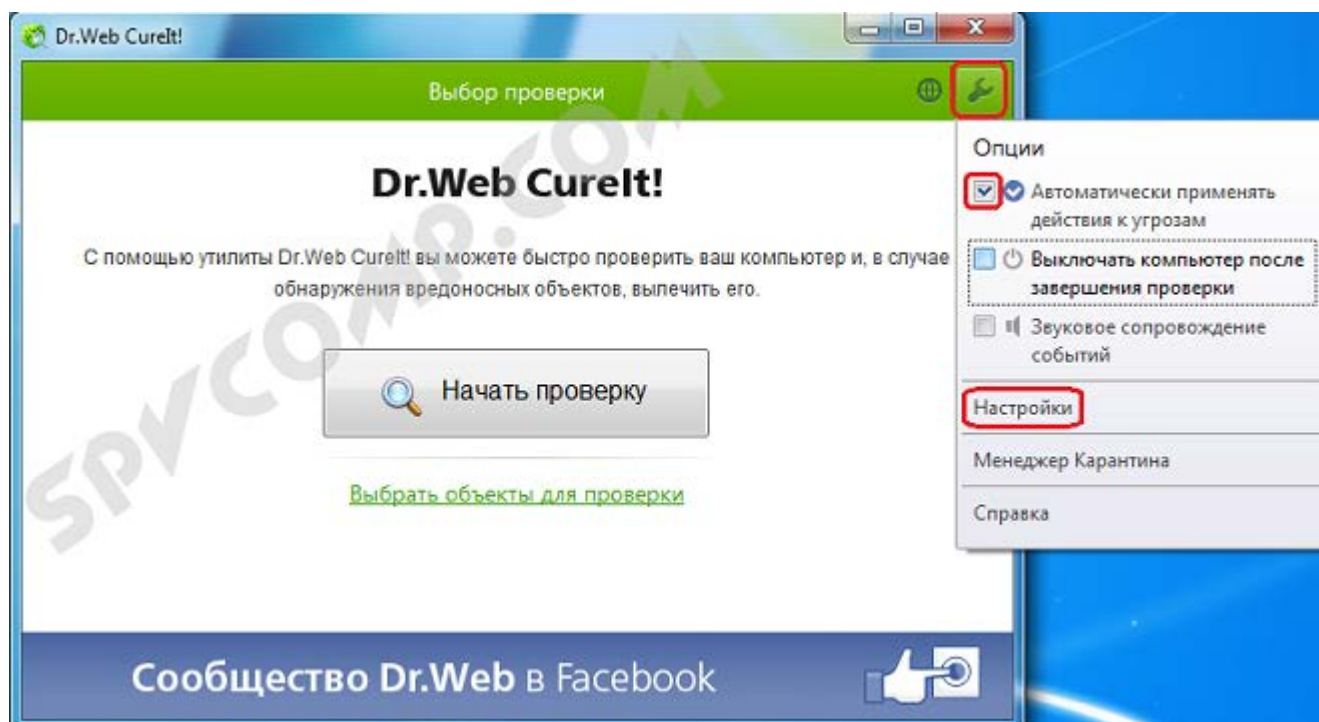 Dr.Web CureIt!
Выбор проверки
Dr.Web CureIt!
С помощью утилиты Dr.Web CureIt! вы можете быстро проверить ваш компьютер и, в случае
обнаружения вредоносных объектов, вылечить его.
Начать проверку
Выбрать объекты для проверки
Сообщество Dr.Web в Facebook
Опции
Автоматически применять
действия к угрозам
Выключать компьютер после
завершения проверки
Звуковое сопровождение
событий
Настройки
Менеджер Карантина
Справка
SPVCOMP.COM